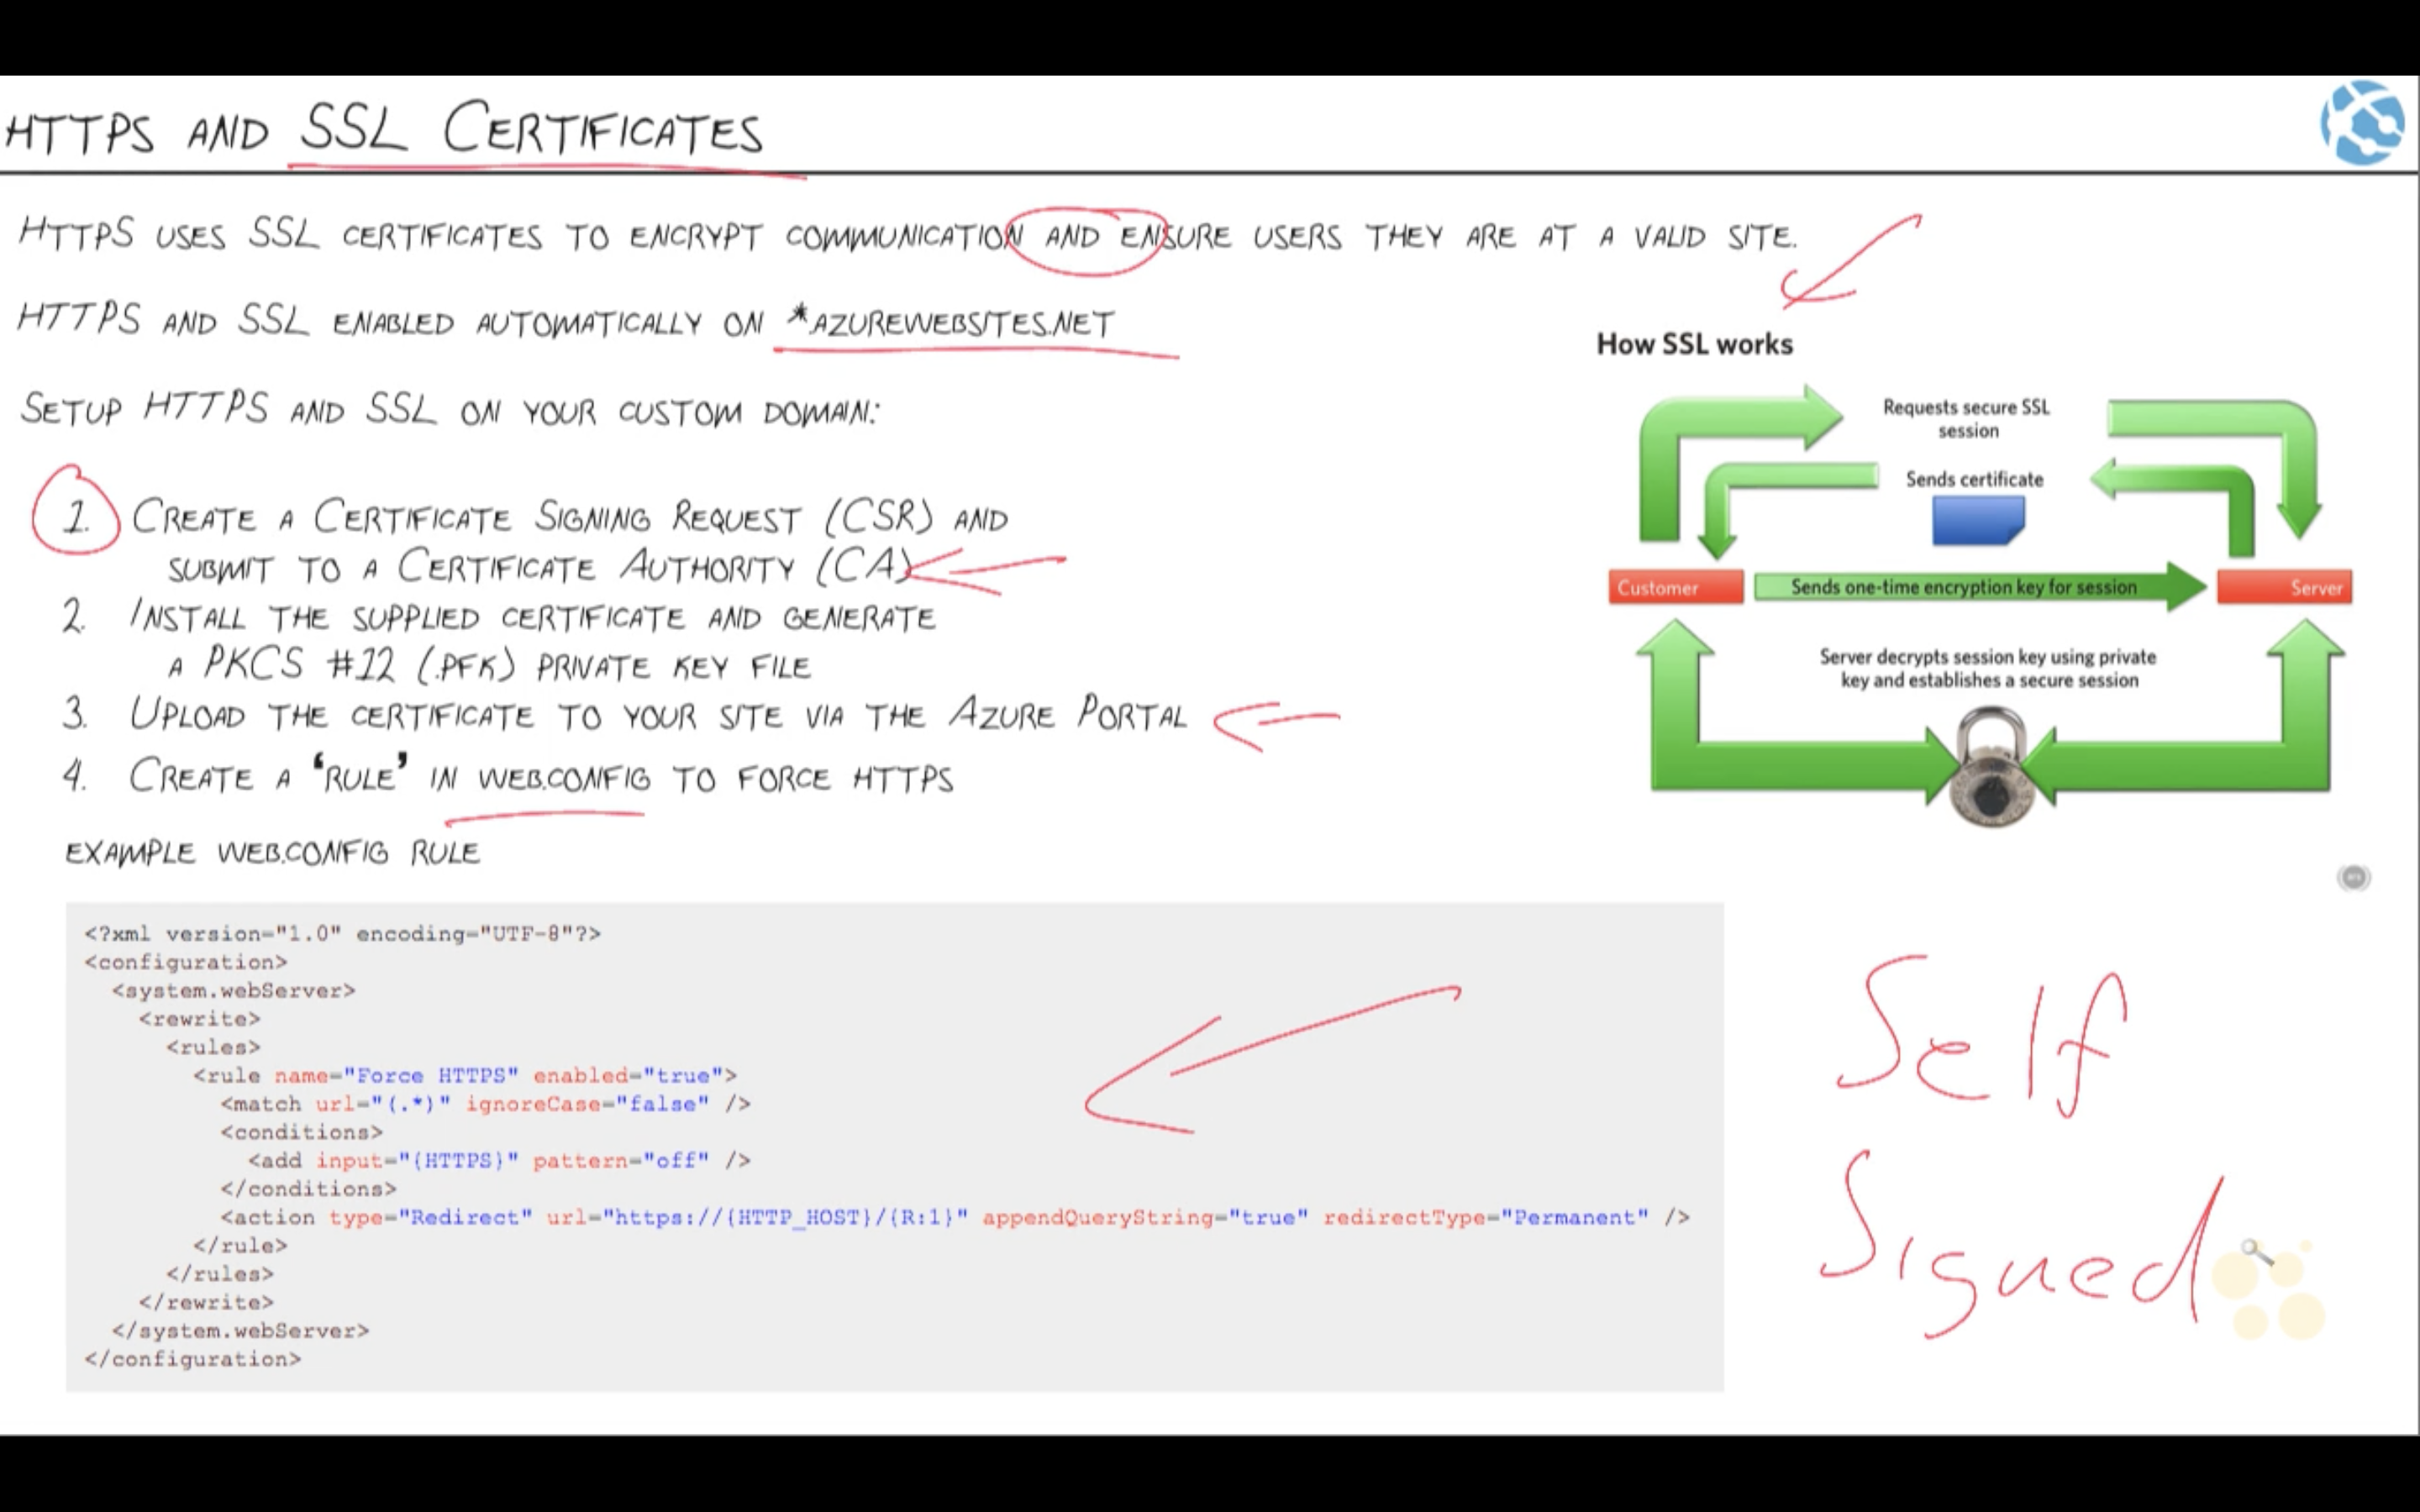 HTTPS AND SSL CERTIFICATES
HTTPS USES SSL CERTIFICATES TO ENCRYPT COMMUNICATION AND ENSURE USERS THEY ARE AT A VALID SITE.
HTTPS AND SSL ENABLED AUTOMATICALLY ON *AZUREWEBSITES.NET
SETUP HTTPS AND SSL ON YOUR CUSTOM DOMAIN:
1. CREATE A CERTIFICATE SIGNING REQUEST (CSR) AND
SUBMIT TO A CERTIFICATE AUTHORITY (CA)
2. INSTALL THE SUPPLIED CERTIFICATE AND GENERATE
A PKCS #12 (.PFK) PRIVATE KEY FILE
3. UPLOAD THE CERTIFICATE TO YOUR SITE VIA THE AZURE PORTAL
4. CREATE A 'RULE' IN WEB.CONFIG TO FORCE HTTPS
EXAMPLE WEB.CONFIG RULE
<?xml version="1.0" encoding="UTF-8"?>
<configuration>
<system.webServer>
<rewrite>
<rules>
<rule name="Force HTTPS" enabled="true">
<match url="(.*)" ignoreCase="false" />
<conditions>
<add input="{HTTPS}" pattern="off" />
</conditions>
<action type="Redirect" url="https://{HTTP_HOST}/{R:1}" appendQueryString="true" redirectType="Permanent" />
</rule>
</rules>
</rewrite>
</system.webServer>
</configuration>
How SSL works
Requests secure SSL
session
Sends certificate
Customer
Sends one-time encryption key for session
Server
Server decrypts session key using private
key and establishes a secure session
Self
Signed